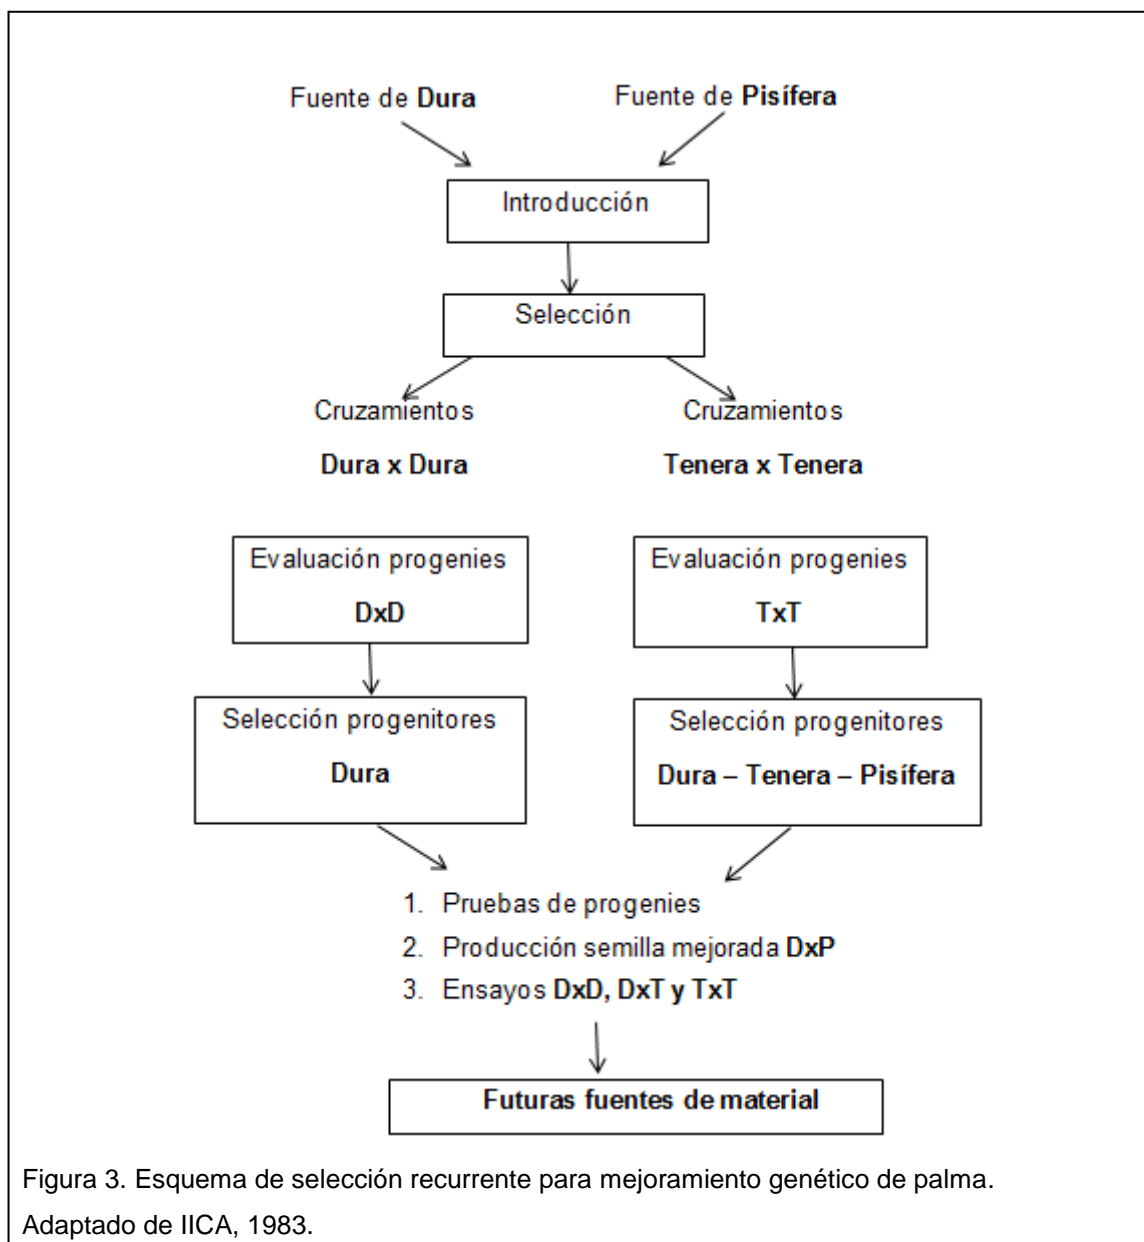 Fuente de Dura
Fuente de Pisífera
Introducción
Selección
Cruzamientos
Dura x Dura
Cruzamientos
Tenera x Tenera
Evaluación progenies
DxD
Evaluación progenies
TxT
Selección progenitores
Dura
Selección progenitores
Dura – Tenera – Pisífera
1. Pruebas de progenies
2. Producción semilla mejorada DxP
3. Ensayos DxD, DxT y TxT
Futuras fuentes de material
Figura 3. Esquema de selección recurrente para mejoramiento genético de palma.
Adaptado de IICA, 1983.